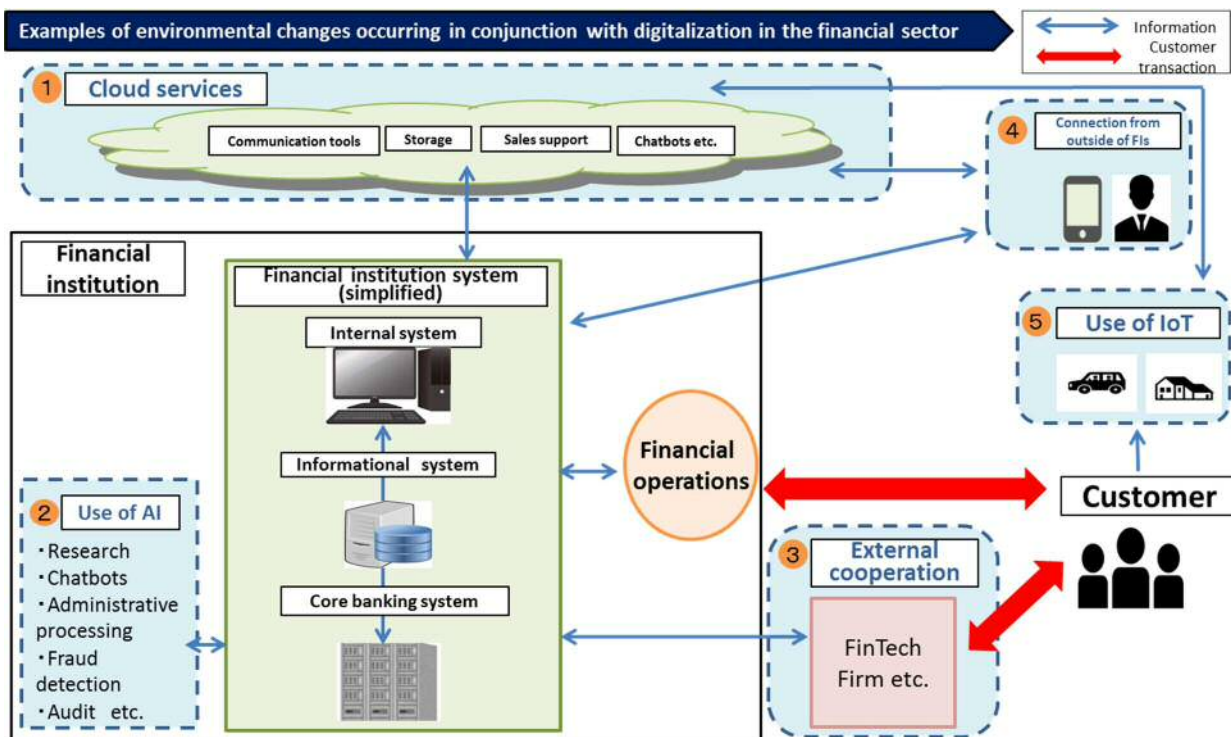 Examples of environmental changes occurring in conjunction with digitalization in the financial sector
Information
Customer
transaction
1
Cloud services
Communication tools
Storage
Sales support
Chatbots etc.
4
Connection from
outside of FIs
Financial
institution
Financial institution system
(simplified)
Internal system
Informational system
Core banking system
Financial
operations
5
Use of IoT
Customer
2
Use of AI
・Research
・Chatbots
・Administrative
processing
・Fraud
detection
・Audit etc.
3
External
cooperation
FinTech
Firm etc.